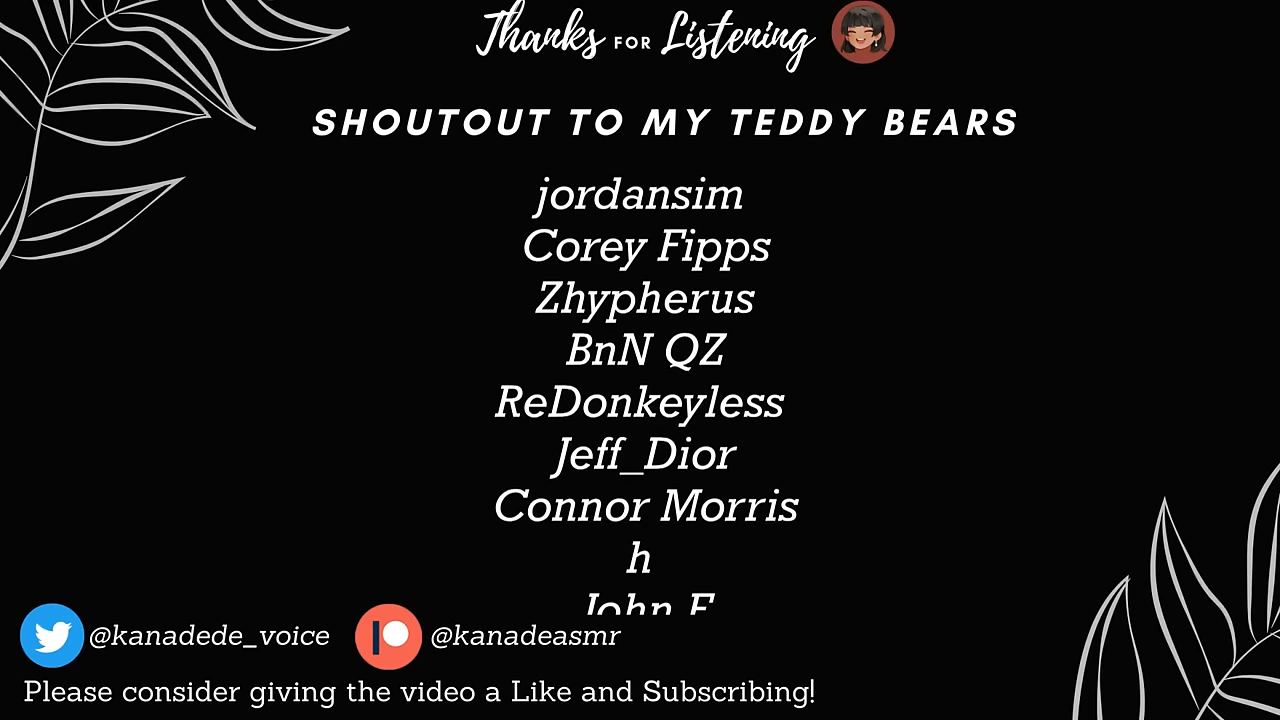 Thanks FOR Listening
SHOUTOUT TO MY TEDDY BEARS
jordansim
Corey Fipps
Zhypherus
BnN QZ
ReDonkeyless
Jeff_Dior
Connor Morris
h
John
@kanadede_voice @kanadeasmr
Please consider giving the video a Like and Subscribing!